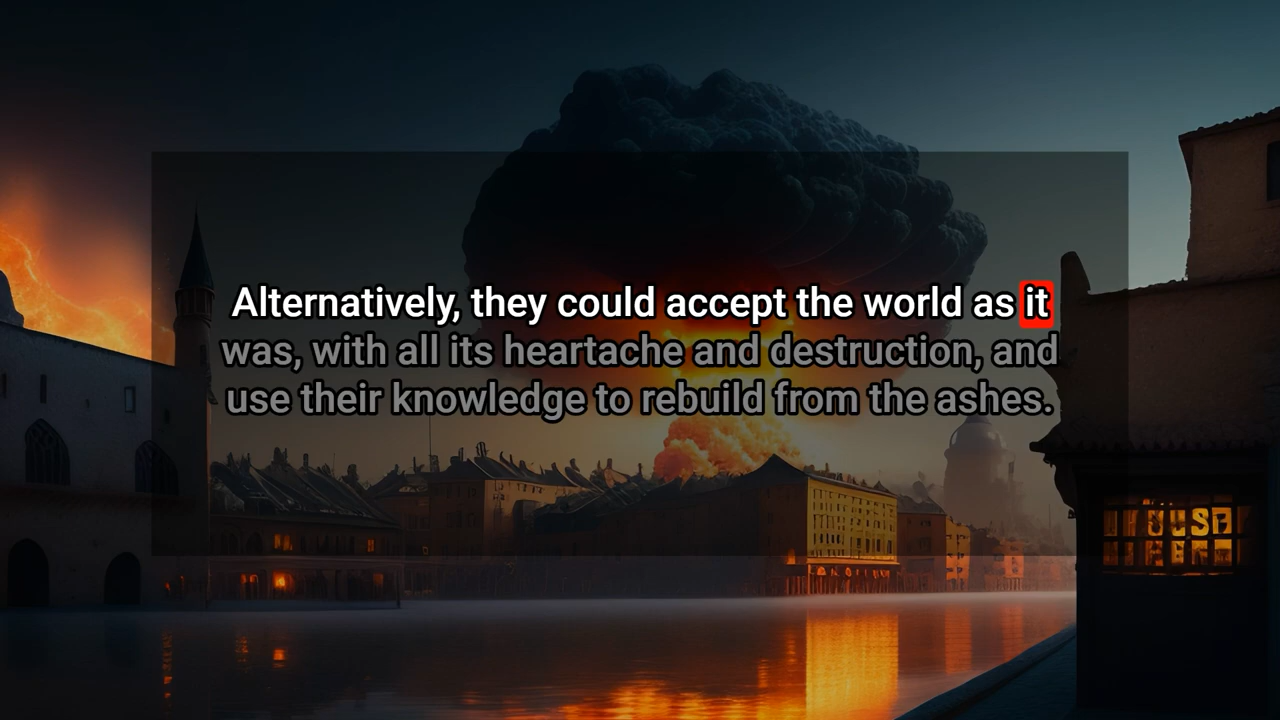 Alternatively, they could accept the world as it
was, with all its heartache and destruction, and
use their knowledge to rebuild from the ashes.